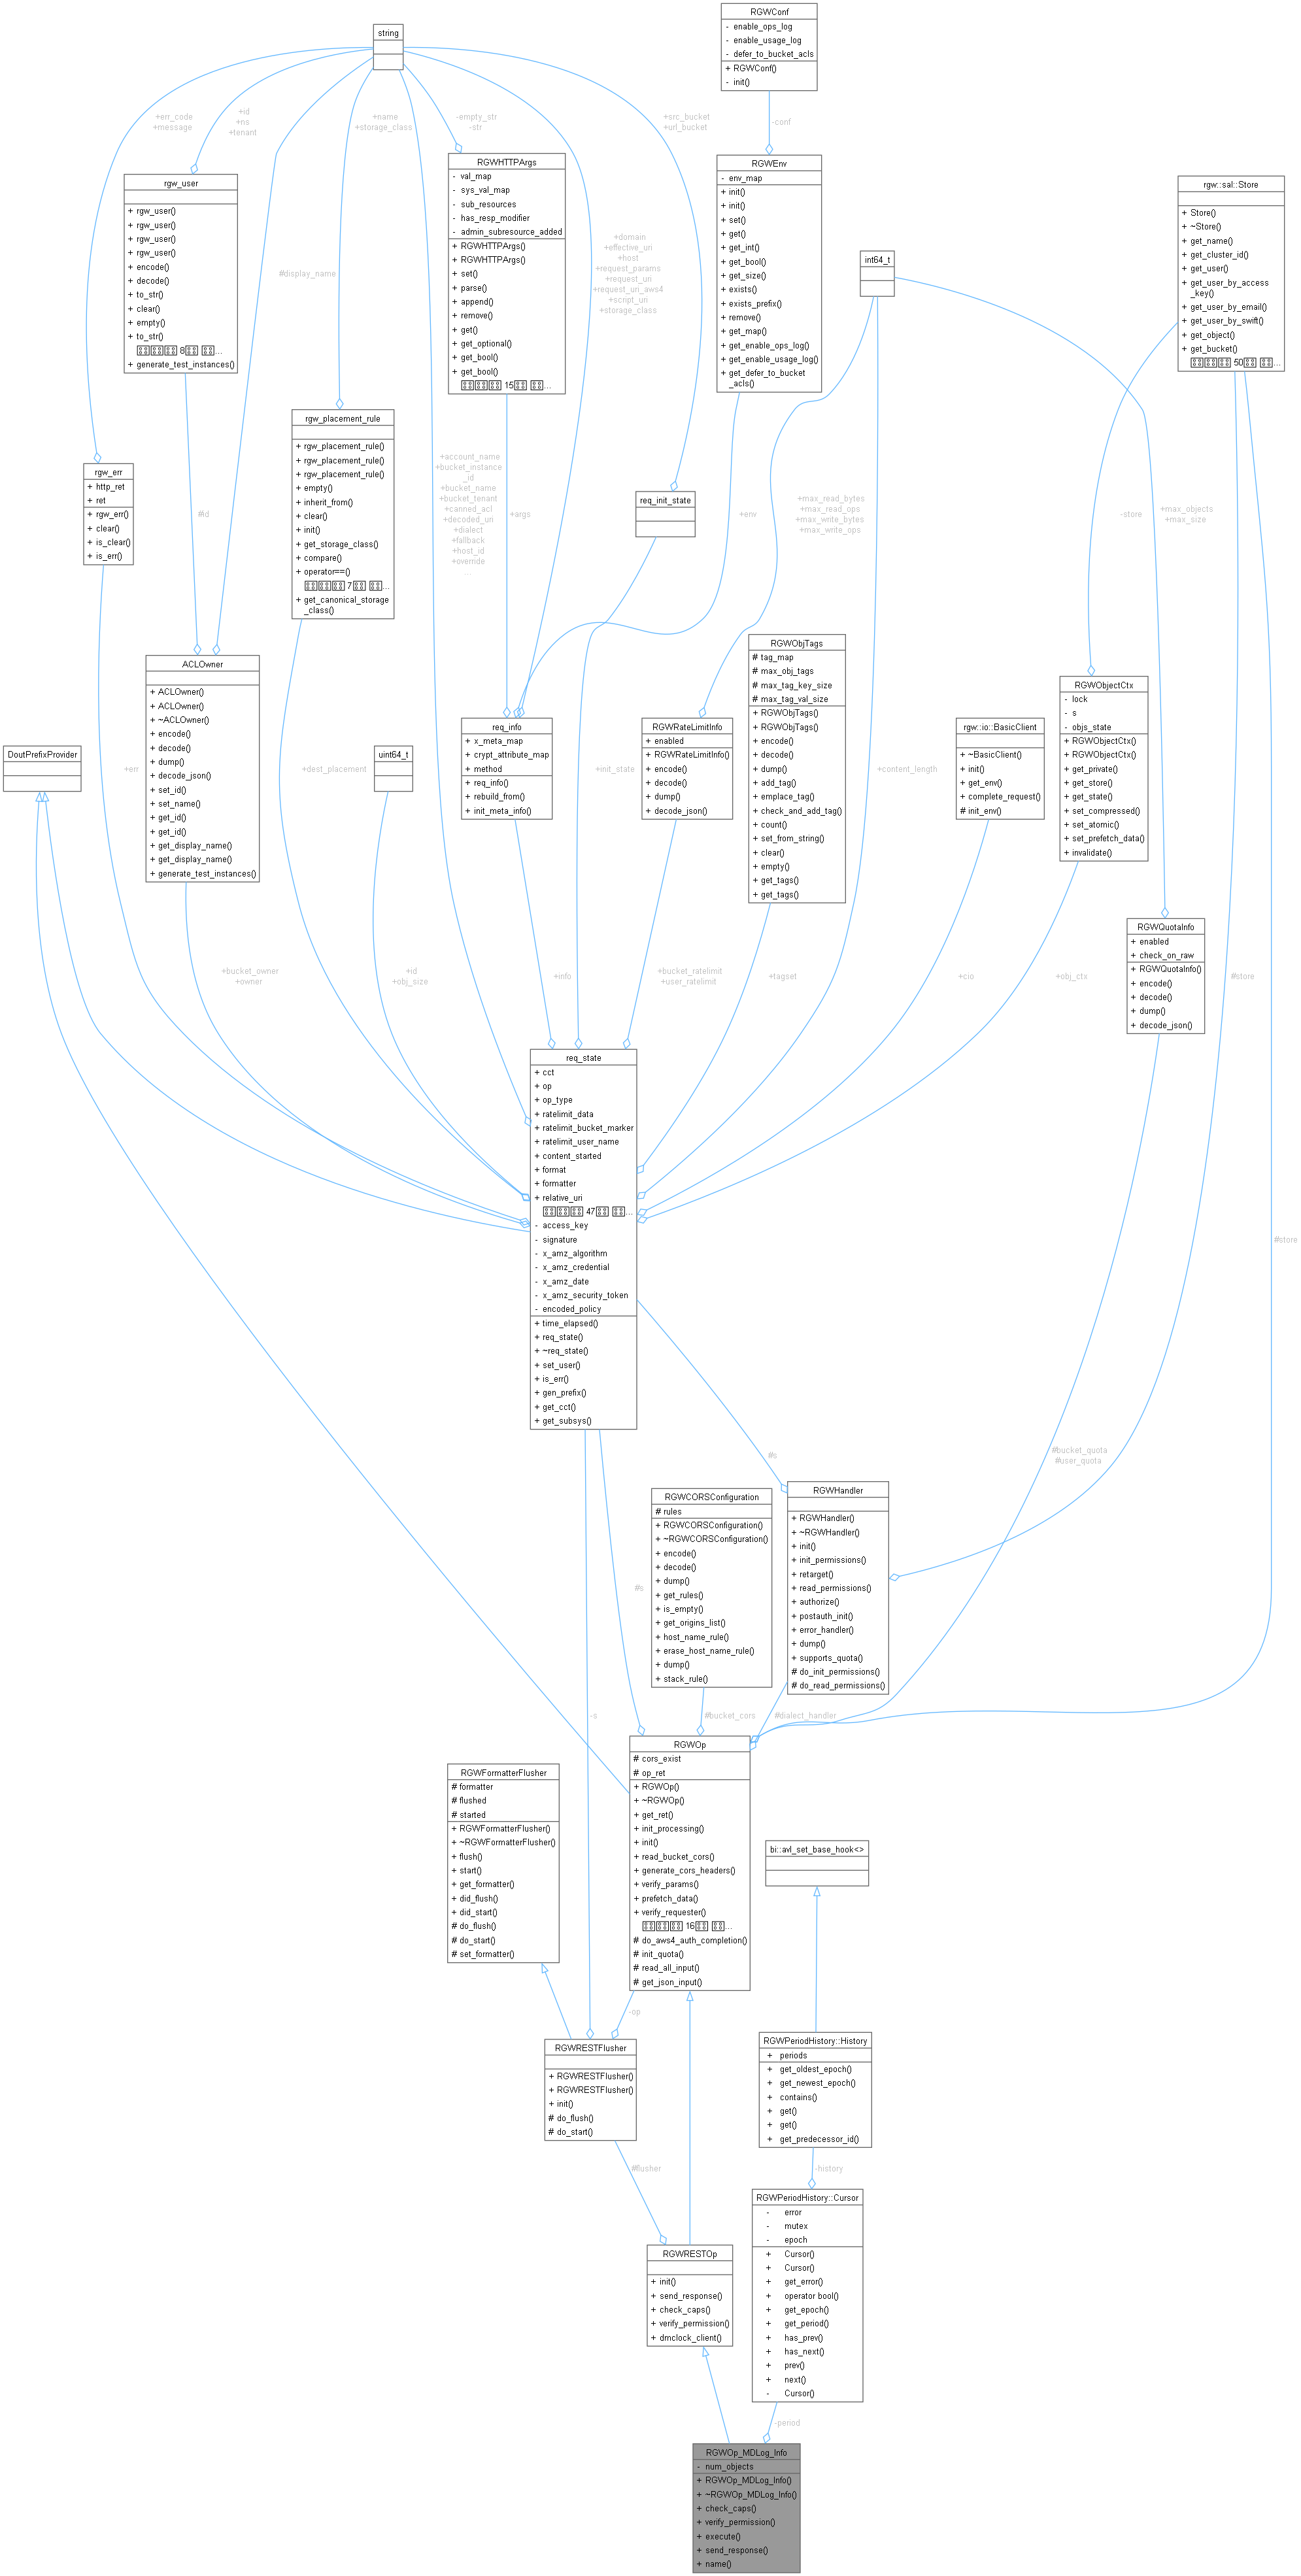 RGWConf
- enable_ops_log
- enable_usage_log
- defer_to_bucket_acls
+ RGWConf()
- init()
string
+err_code
+message
+id
+ns
+tenant
+name
+storage_class
-empty_str
-str
+src_bucket
+url_bucket
-conf
rgw_user
+ rgw_user()
+ rgw_user()
+ rgw_user()
+ rgw_user()
+ encode()
+ decode()
+ to_str()
+ clear()
+ empty()
+ to_str()
8 ...
+ generate_test_instances()
RGWHTTPArgs
- val_map
- sys_val_map
- sub_resources
- has_resp_modifier
- admin_subresource_added
+ RGWHTTPArgs()
+ RGWHTTPArgs()
+ set()
+ parse()
+ append()
+ remove()
+ get()
+ get_optional()
+ get_bool()
+ get_bool()
15 ...
RGWEnv
- env_map
+ init()
+ init()
+ set()
+ get()
+ get_int()
+ get_bool()
+ get_size()
+ exists()
+ exists_prefix()
+ remove()
+ get_map()
+ get_enable_ops_log()
+ get_enable_usage_log()
+ get_defer_to_bucket
_acls()
rgw::sal::Store
+ Store()
+ ~Store()
+ get_name()
+ get_cluster_id()
+ get_user()
+ get_user_by_access
_key()
+ get_user_by_email()
+ get_user_by_swift()
+ get_object()
+ get_bucket()
50 ...
int64_t
#display_name
+domain
+effective_uri
+host
+request_params
+request_uri
+request_uri_aws4
+script_uri
+storage_class
rgw_placement_rule
+ rgw_placement_rule()
+ rgw_placement_rule()
+ rgw_placement_rule()
+ empty()
+ inherit_from()
+ clear()
+ init()
+ get_storage_class()
+ compare()
+ operator==()
7 ...
+ get_canonical_storage
_class()
rgw_err
+ http_ret
+ ret
+ rgw_err()
+ clear()
+ is_clear()
+ is_err()
#id
+account_name
+bucket_instance
_id
+bucket_name
+bucket_tenant
+canned_acl
+decoded_uri
+dialect
+fallback
+host_id
+override
...
+args
req_init_state
+env
+max_read_bytes
+max_read_ops
+max_write_bytes
+max_write_ops
-store
+max_objects
+max_size
ACLOwner
+ ACLOwner()
+ ACLOwner()
+ ~ACLOwner()
+ encode()
+ decode()
+ dump()
+ decode_json()
+ set_id()
+ set_name()
+ get_id()
+ get_id()
+ get_display_name()
+ get_display_name()
+ generate_test_instances()
DoutPrefixProvider
+err
+dest_placement
uint64_t
req_info
+ x_meta_map
+ crypt_attribute_map
+ method
+ req_info()
+ rebuild_from()
+ init_meta_info()
+init_state
RGWRateLimitInfo
+ enabled
+ RGWRateLimitInfo()
+ encode()
+ decode()
+ dump()
+ decode_json()
RGWObjTags
# tag_map
# max_obj_tags
# max_tag_key_size
# max_tag_val_size
+ RGWObjTags()
+ RGWObjTags()
+ encode()
+ decode()
+ dump()
+ add_tag()
+ emplace_tag()
+ check_and_add_tag()
+ count()
+ set_from_string()
+ clear()
+ empty()
+ get_tags()
+ get_tags()
+content_length
rgw::io::BasicClient
+ ~BasicClient()
+ init()
+ get_env()
+ complete_request()
# init_env()
RGWObjectCtx
- lock
- s
- objs_state
+ RGWObjectCtx()
+ RGWObjectCtx()
+ get_private()
+ get_store()
+ get_state()
+ set_compressed()
+ set_atomic()
+ set_prefetch_data()
+ invalidate()
RGWQuotaInfo
+ enabled
+ check_on_raw
+ RGWQuotaInfo()
+ encode()
+ decode()
+ dump()
+ decode_json()
+bucket_owner
+owner
+id
+obj_size
+info
+bucket_ratelimit
+user_ratelimit
+tagset
+cio
+obj_ctx
#store
req_state
+ cct
+ op
+ op_type
+ ratelimit_data
+ ratelimit_bucket_marker
+ ratelimit_user_name
+ content_started
+ format
+ formatter
+ relative_uri
47 ...
- access_key
- signature
- x_amz_algorithm
- x_amz_credential
- x_amz_date
- x_amz_security_token
- encoded_policy
+ time_elapsed()
+ req_state()
+ ~req_state()
+ set_user()
+ is_err()
+ gen_prefix()
+ get_cct()
+ get_subsys()
#store
#s
#bucket_quota
#user_quota
RGWHandler
+ RGWHandler()
+ ~RGWHandler()
+ init()
+ init_permissions()
+ retarget()
+ read_permissions()
+ authorize()
+ postauth_init()
+ error_handler()
+ dump()
+ supports_quota()
# do_init_permissions()
# do_read_permissions()
RGWCORSConfiguration
# rules
+ RGWCORSConfiguration()
+ ~RGWCORSConfiguration()
+ encode()
+ decode()
+ dump()
+ get_rules()
+ is_empty()
+ get_origins_list()
+ host_name_rule()
+ erase_host_name_rule()
+ dump()
+ stack_rule()
#s
-s
#bucket_cors
#dialect_handler
RGWOp
# cors_exist
# op_ret
+ RGWOp()
+ ~RGWOp()
+ get_ret()
+ init_processing()
+ init()
+ read_bucket_cors()
+ generate_cors_headers()
+ verify_params()
+ prefetch_data()
+ verify_requester()
16 ...
# do_aws4_auth_completion()
# init_quota()
# read_all_input()
# get_json_input()
RGWFormatterFlusher
# formatter
# flushed
# started
+ RGWFormatterFlusher()
+ ~RGWFormatterFlusher()
+ flush()
+ start()
+ get_formatter()
+ did_flush()
+ did_start()
# do_flush()
# do_start()
# set_formatter()
bi::avl_set_base_hook<>
-op
RGWRESTFlusher
+ RGWRESTFlusher()
+ RGWRESTFlusher()
+ init()
# do_flush()
# do_start()
RGWPeriodHistory::History
+ periods
+ get_oldest_epoch()
+ get_newest_epoch()
+ contains()
+ get()
+ get()
+ get_predecessor_id()
#flusher
-history
RGWRESTOp
+ init()
+ send_response()
+ check_caps()
+ verify_permission()
+ dmclock_client()
RGWPeriodHistory::Cursor
- error
- mutex
- epoch
+ Cursor()
+ Cursor()
+ get_error()
+ operator bool()
+ get_epoch()
+ get_period()
+ has_prev()
+ has_next()
+ prev()
+ next()
- Cursor()
-period
RGWOp_MDLog_Info
- num_objects
+ RGWOp_MDLog_Info()
+ ~RGWOp_MDLog_Info()
+ check_caps()
+ verify_permission()
+ execute()
+ send_response()
+ name()